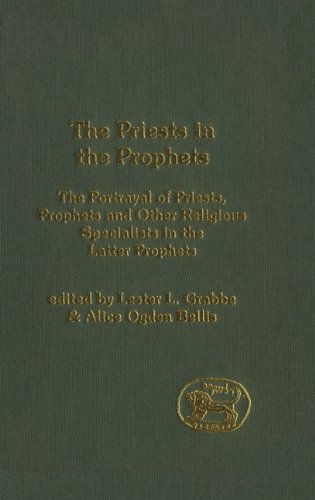 The Priests in
the Prophets
The Portrayal of Priests,
Prophets and Other Religious
Specialists in the
Latter Prophets
edited by Lester L. Grabbe
& Alice Ogden Bellis